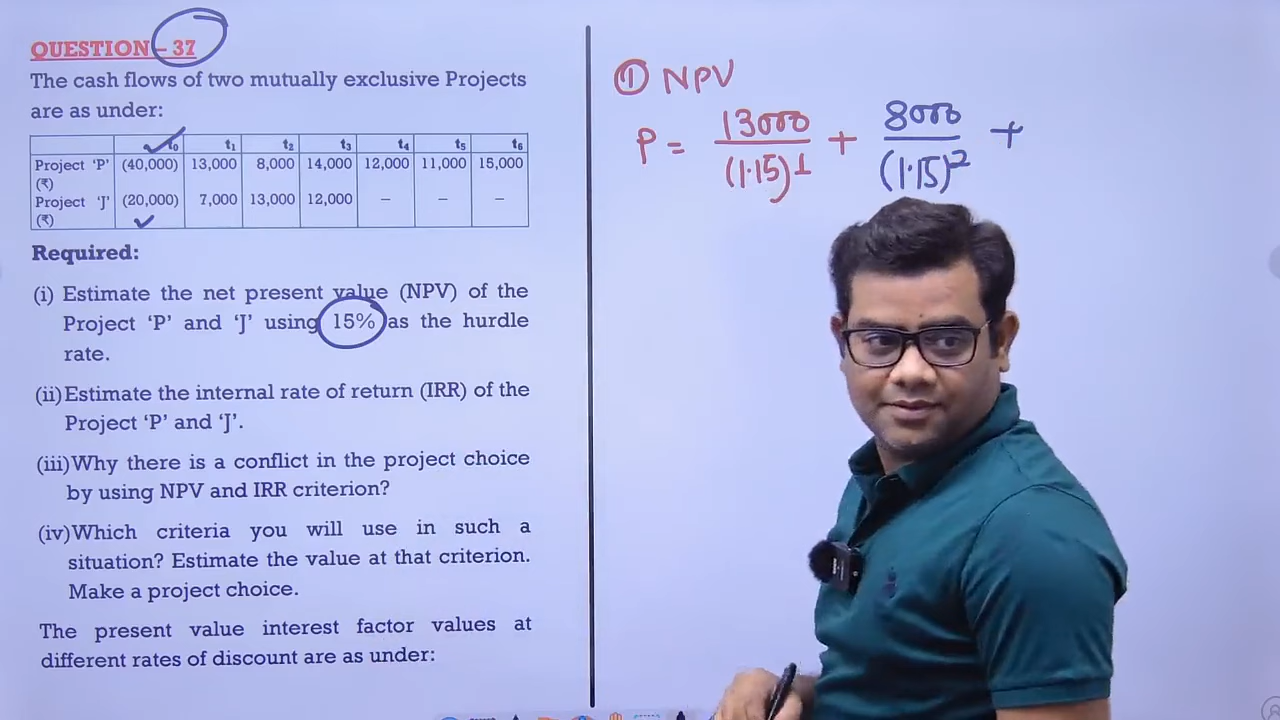 QUESTION – 37
The cash flows of two mutually exclusive Projects
are as under:
t₀ t₁ t₂ t₃ t₄ t₅ t₆
Project 'P' (₹) (40,000) 13,000 8,000 14,000 12,000 11,000 15,000
Project 'J' (₹) (20,000) 7,000 13,000 12,000 – – –
Required:
(i) Estimate the net present value (NPV) of the
Project 'P' and 'J' using 15% as the hurdle
rate.
(ii) Estimate the internal rate of return (IRR) of the
Project 'P' and 'J'.
(iii) Why there is a conflict in the project choice
by using NPV and IRR criterion?
(iv) Which criteria you will use in such a
situation? Estimate the value at that criterion.
Make a project choice.
The present value interest factor values at
different rates of discount are as under:
① NPV
P = 13000/(1.15)¹ + 8000/(1.15)² +